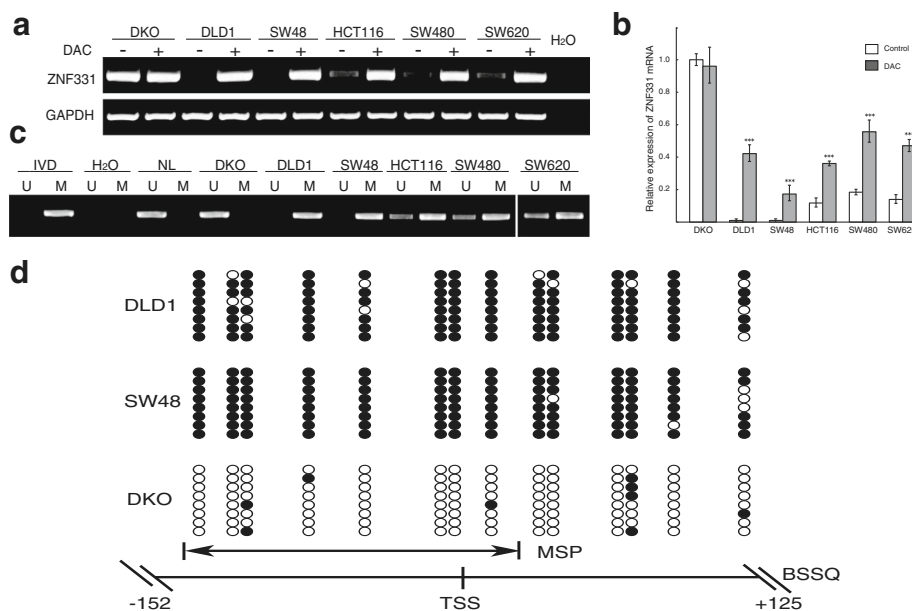 a
DKO DLD1 SW48 HCT116 SW480 SW620 H2O
DAC - + - + - + - + - + - +
ZNF331
GAPDH
b
Relative expression of ZNF331 mRNA
1.0
0.8
0.6
0.4
0.2
Control
DAC
*** *** *** *** **
DKO DLD1 SW48 HCT116 SW480 SW620
c
IVD H2O NL DKO DLD1 SW48 HCT116 SW480 SW620
U M U M U M U M U M U M U M U M U M
d
DLD1
SW48
DKO
MSP
BSSQ
-152 TSS +125